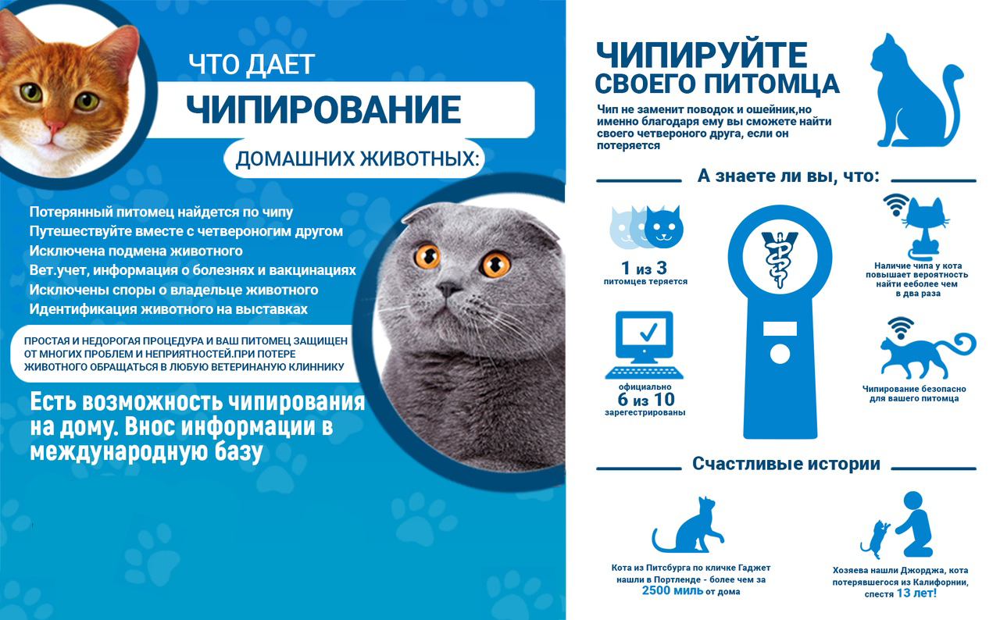 ЧТО ДАЕТ
ЧИПИРОВАНИЕ
ДОМАШНИХ ЖИВОТНЫХ:
Потерянный питомец найдется по чипу
Путешествуйте вместе с четвероногим другом
Исключена подмена животного
Вет.учет, информация о болезнях и вакцинациях
Исключены споры о владельце животного
Идентификация животного на выставках
ПРОСТАЯ И НЕДОРОГАЯ ПРОЦЕДУРА И ВАШ ПИТОМЕЦ ЗАЩИЩЕН
ОТ МНОГИХ ПРОБЛЕМ И НЕПРИЯТНОСТЕЙ.ПРИ ПОТЕРЕ
ЖИВОТНОГО ОБРАЩАТЬСЯ В ЛЮБУЮ ВЕТЕРИНАНУЮ КЛИННИКУ
Есть возможность чипирования
на дому. Внос информации в
международную базу
ЧИПИРУЙТЕ
СВОЕГО ПИТОМЦА
Чип не заменит поводок и ошейник,но
именно благодаря ему вы сможете найти
своего четвероного друга, если он
потеряется
А знаете ли вы, что:
1 из 3
питомцев теряется
Наличие чипа у кота
повышает вероятность
найти ееболее чем
в два раза
официально
6 из 10
зарегестрированы
Чипирование безопасно
для вашего питомца
Счастливые истории
Кота из Питсбурга по кличке Гаджет
нашли в Портленде - более чем за
2500 миль от дома
Хозяева нашли Джорджа, кота
потерявшегося из Калифорнии,
спестя 13 лет!